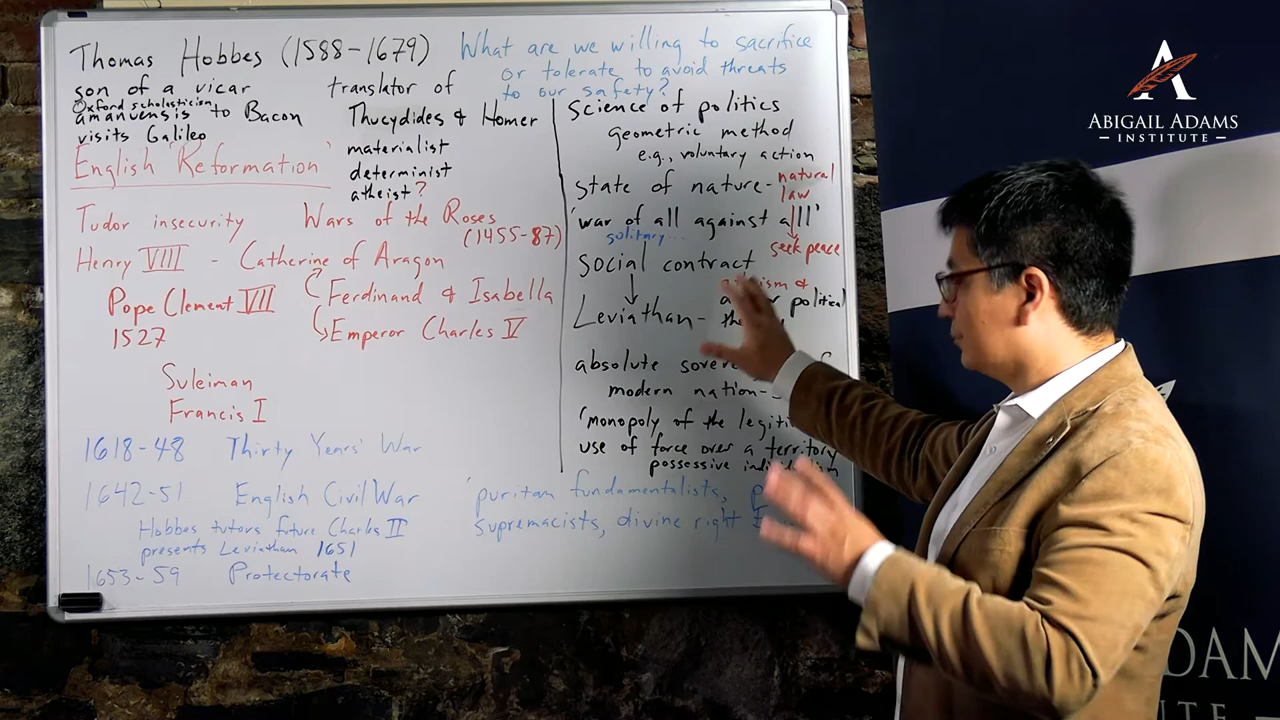 Thomas Hobbes (1588-1679)
What are we willing to sacrifice
or tolerate to avoid threats
to our safety?
son of a vicar
Oxford scholasticism
amanuensis to Bacon
visits Galileo
translator of
Thucydides & Homer
materialist
determinist
atheist?
English 'Reformation'
Tudor insecurity
Wars of the Roses
(1455-87)
Henry VIII - Catherine of Aragon
Pope Clement VII
1527
Ferdinand & Isabella
Emperor Charles V
Suleiman
Francis I
1618-48 Thirty Years' War
1642-51 English Civil War
Hobbes tutors future Charles II
presents Leviathan 1651
1653-59 Protectorate
Science of politics
geometric method
e.g., voluntary action
state of nature - natural
law
'war of all against all'
solitary...
seek peace
social contract
&
Leviathan - political
absolute
modern nation-
'monopoly of the
use of force over a territory
possessive
'puritan fundamentalists,
supremacists, divine right
ABIGAIL ADAMS
INSTITUTE